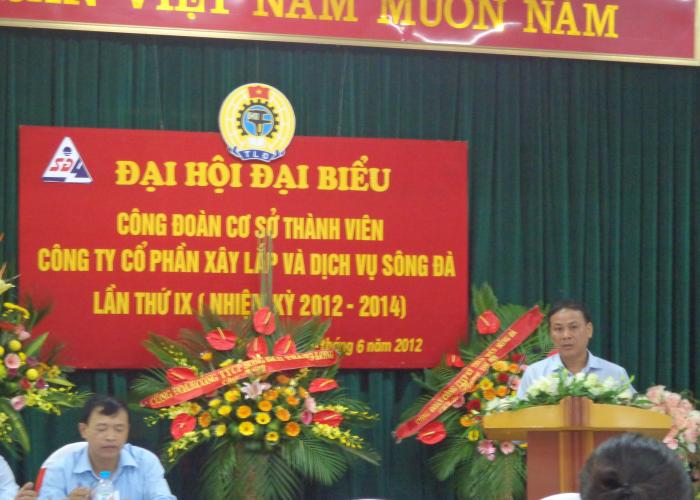 VIỆT NAM MUÔN NĂM
TLĐ
SĐ4
ĐẠI HỘI ĐẠI BIỂU
CÔNG ĐOÀN CƠ SỞ THÀNH VIÊN
CÔNG TY CỔ PHẦN XÂY LẮP VÀ DỊCH VỤ SÔNG ĐÀ
LẦN THỨ IX ( NHIỆM KỲ 2012 - 2014)
tháng 6 năm 2012